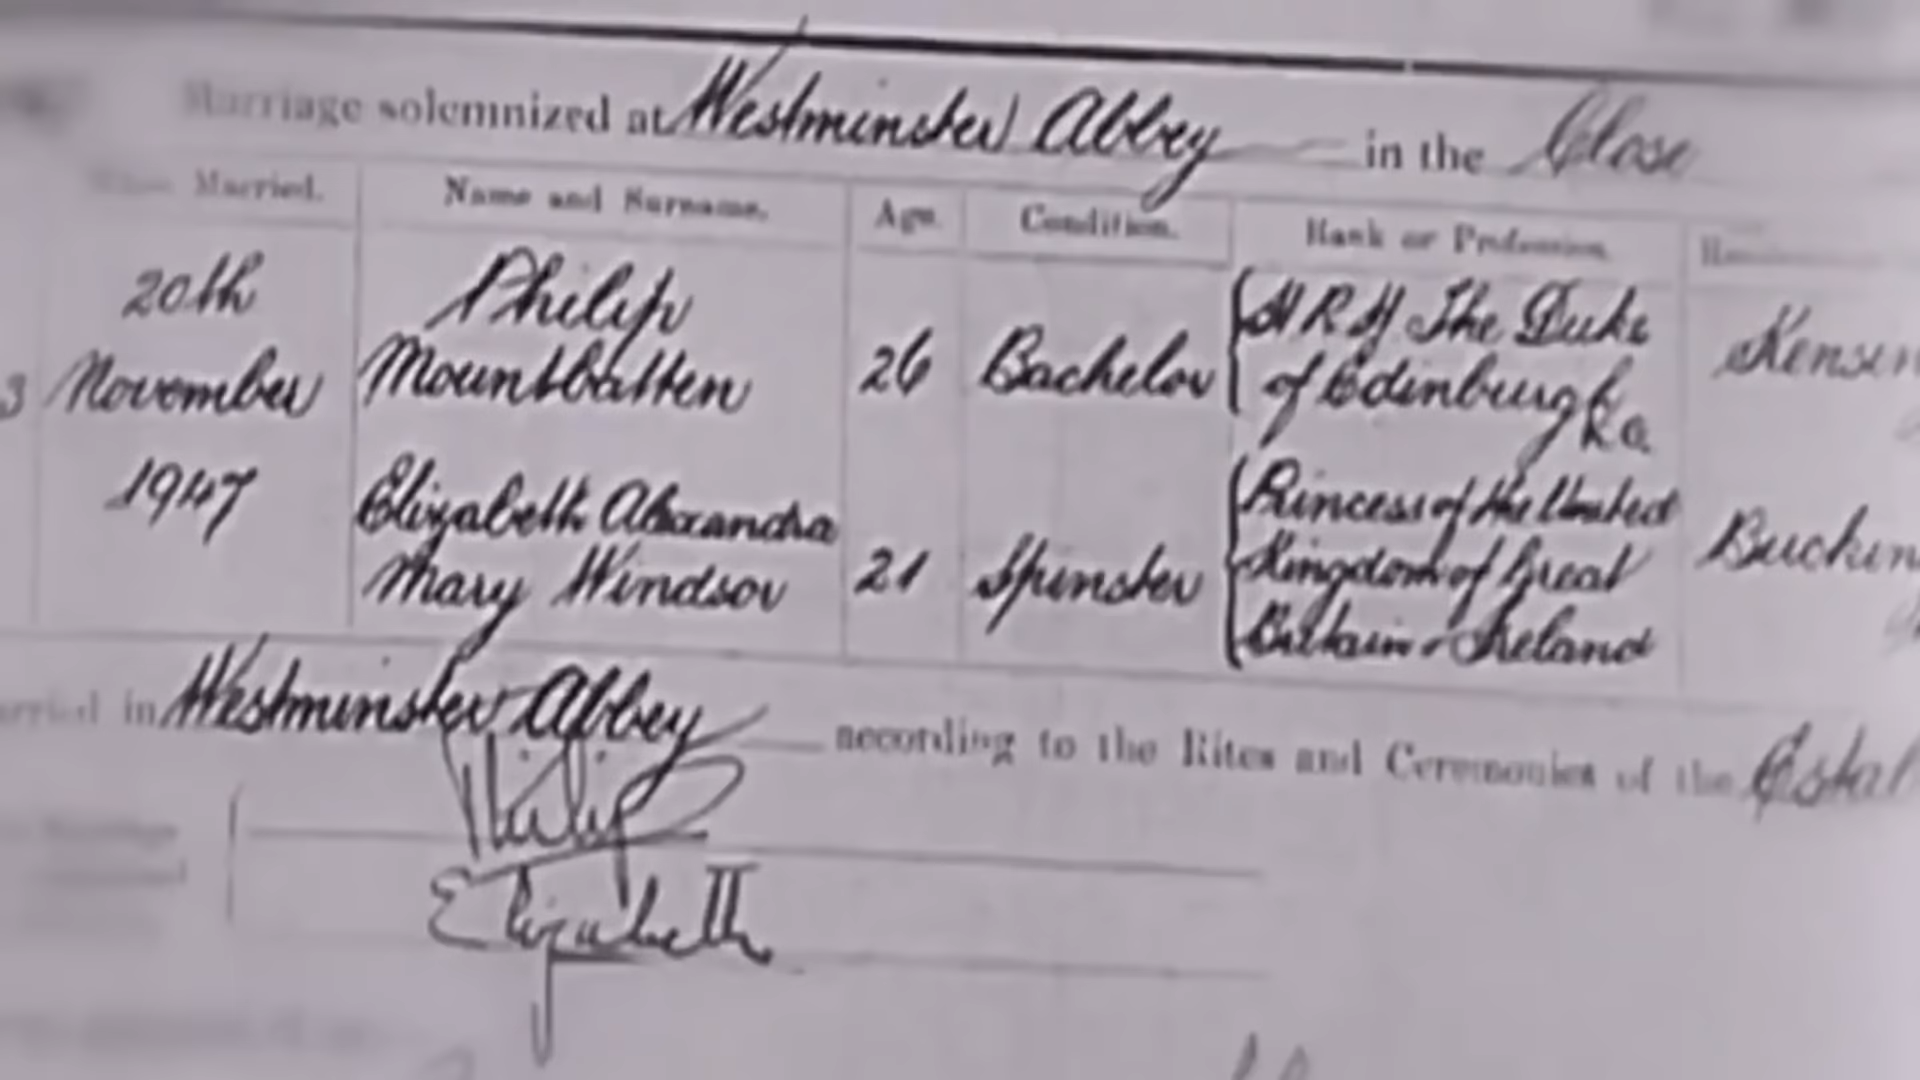 Marriage solemnized at Westminster Abbey in the Close
When Married. Name and Surname. Age. Condition. Rank or Profession.
20th November 1947
Philip Mountbatten
26
Bachelor
H R H The Duke
of Edinburgh
K G
Kensin
3
Elizabeth Alexandra
Mary Windsor
21
Spinster
Princess of the United
Kingdom of Great
Britain & Ireland
Buckin
Married in Westminster Abbey according to the Rites and Ceremonies of the Estab
Philip
Elizabeth